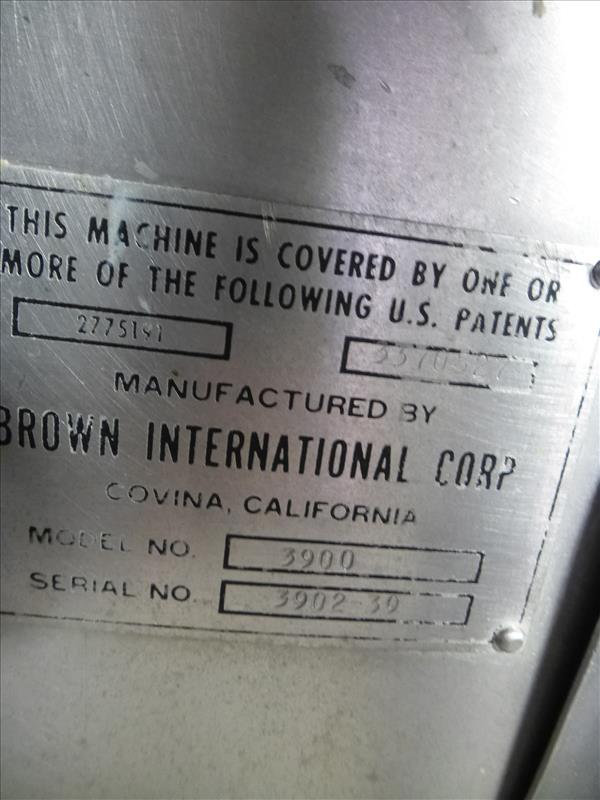 THIS MACHINE IS COVERED BY ONE OR
MORE OF THE FOLLOWING U.S. PATENTS
MANUFACTURED BY
BROWN INTERNATIONAL CORP
COVINA, CALIFORNIA
MODEL NO. 3900
SERIAL NO. 3902-39